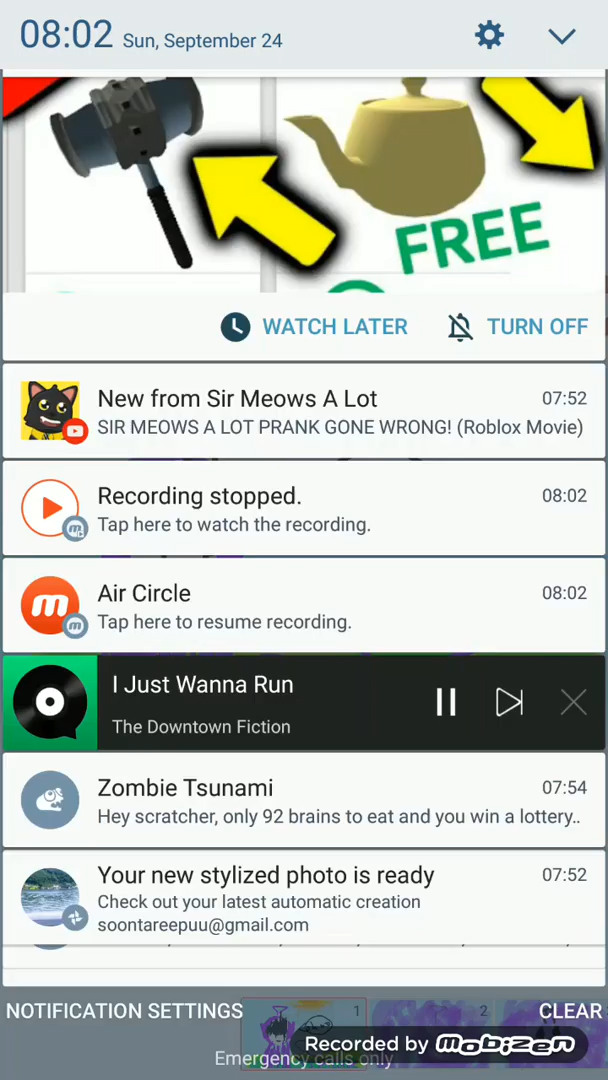 08:02 Sun, September 24
FREE
WATCH LATER
TURN OFF
New from Sir Meows A Lot
07:52
SIR MEOWS A LOT PRANK GONE WRONG! (Roblox Movie)
Recording stopped.
08:02
Tap here to watch the recording.
Air Circle
08:02
Tap here to resume recording.
I Just Wanna Run
The Downtown Fiction
Zombie Tsunami
07:54
Hey scratcher, only 92 brains to eat and you win a lottery..
Your new stylized photo is ready
07:52
Check out your latest automatic creation
soontareepuu@gmail.com
NOTIFICATION SETTINGS
1
2
CLEAR
Recorded by mobizen
Emergency calls only